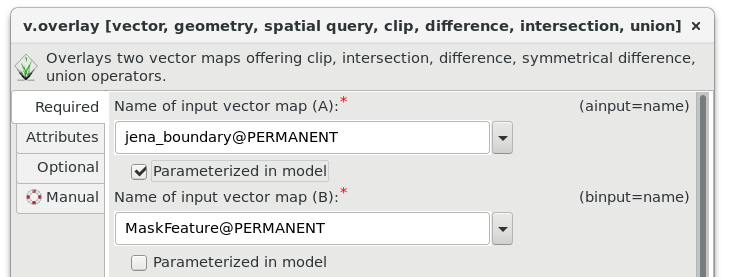 v.overlay [vector, geometry, spatial query, clip, difference, intersection, union] ×
Overlays two vector maps offering clip, intersection, difference, symmetrical difference,
union operators.
Required
Name of input vector map (A):*
(ainput=name)
Attributes
jena_boundary@PERMANENT
Optional
Parameterized in model
Manual
Name of input vector map (B):*
(binput=name)
MaskFeature@PERMANENT
Parameterized in model